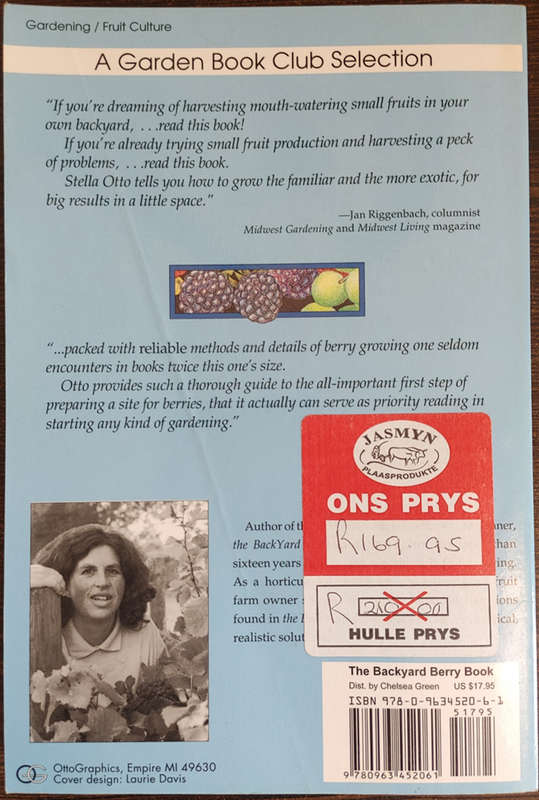 Gardening / Fruit Culture
A Garden Book Club Selection
"If you're dreaming of harvesting mouth-watering small fruits in your
own backyard, . . .read this book!
If you're already trying small fruit production and harvesting a peck
of problems, . . .read this book.
Stella Otto tells you how to grow the familiar and the more exotic, for
big results in a little space."
—Jan Riggenbach, columnist
Midwest Gardening and Midwest Living magazine
"...packed with reliable methods and details of berry growing one seldom
encounters in books twice this one's size.
Otto provides such a thorough guide to the all-important first step of
preparing a site for berries, that it actually can serve as priority reading in
starting any kind of gardening."
JASMYN
PLAASPRODUKTE
ONS PRYS
R169.95
R 210.00
HULLE PRYS
Author of
the BackYard
sixteen years
As a
farm owner
found in the
realistic
The Backyard Berry Book
Dist. by Chelsea Green US $17.95
ISBN 978-0-9634520-6-1
51795
9 780963 452061
OttoGraphics, Empire MI 49630
Cover design: Laurie Davis